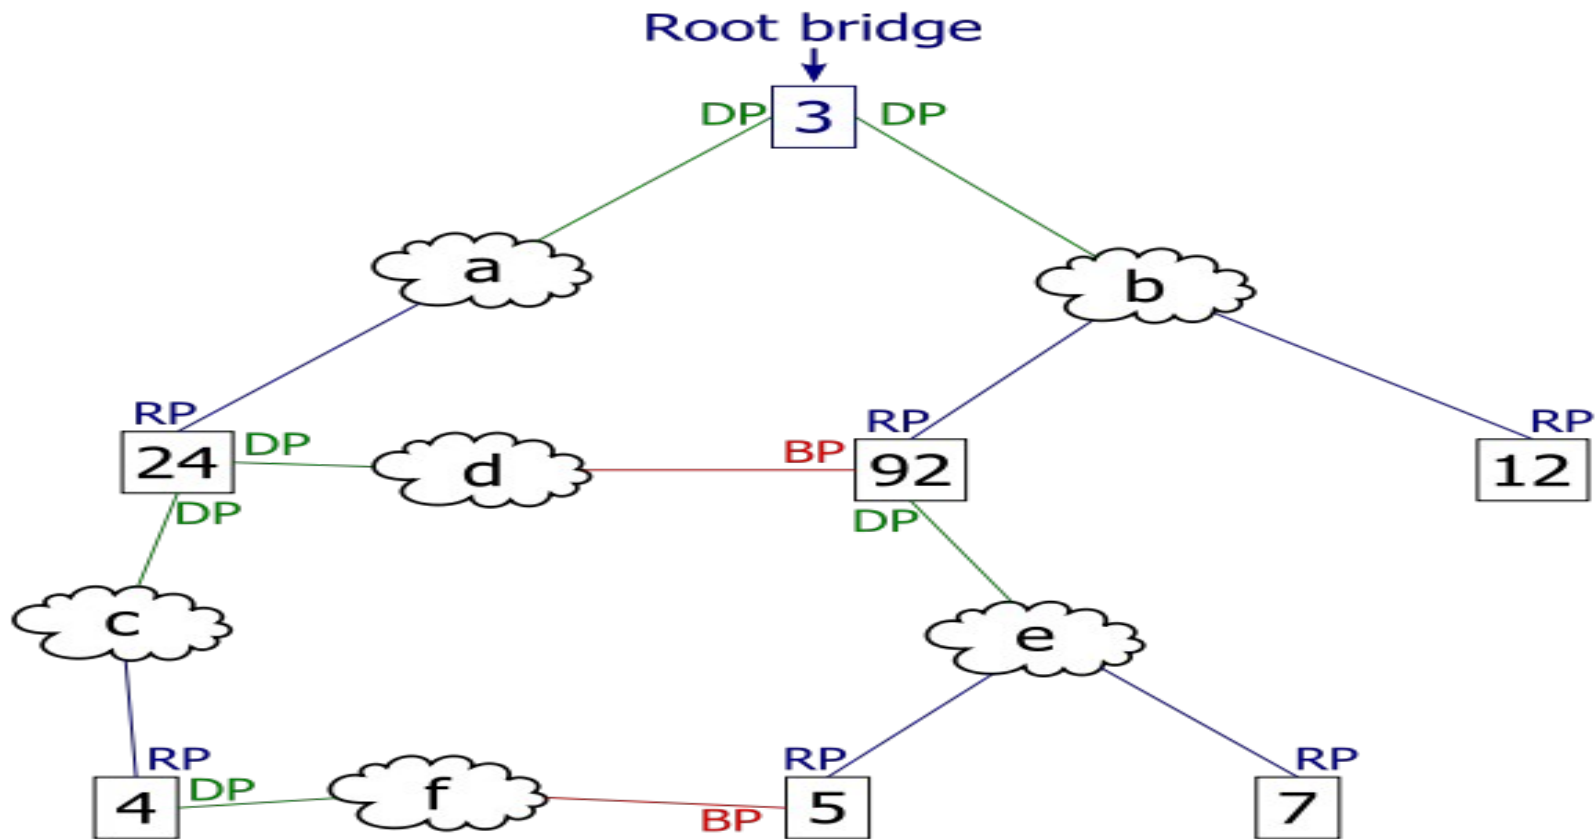 Root bridge
DP 3 DP
a
b
RP
RP
RP
24 DP
d
BP 92
12
DP
DP
c
e
RP
RP
RP
4 DP
f
BP 5
7